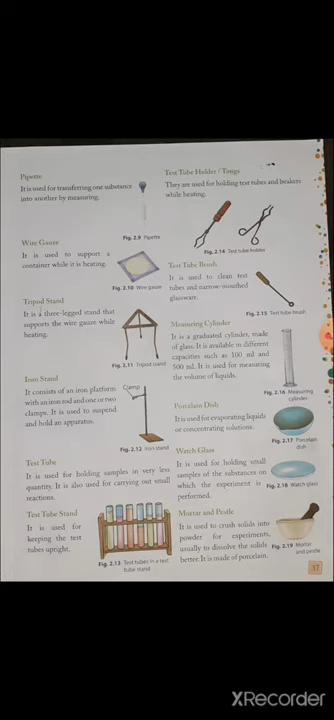 Pipette
It is used for transferring one substance
into another by measuring.
Fig. 2.9 Pipette
Wire Gauze
It is used to support a
container while it is heating.
Fig. 2.10 Wire gauze
Tripod Stand
It is a three-legged stand that
supports the wire gauze while
heating.
Fig. 2.11 Tripod stand
Iron Stand
It consists of an iron platform
with an iron rod and one or two
clamps. It is used to suspend
and hold an apparatus.
Clamp
Fig. 2.12 Iron stand
Test Tube
It is used for holding samples in very less
quantity. It is also used for carrying out small
reactions.
Test Tube Stand
It is used for
keeping the test
tubes upright.
Fig. 2.13 Test tubes in a test
tube stand
Test Tube Holder / Tongs
They are used for holding test tubes and beakers
while heating.
Fig. 2.14 Test tube holder
Test Tube Brush
It is used to clean test
tubes and narrow-mouthed
glassware.
Fig. 2.15 Test tube brush
Measuring Cylinder
It is a graduated cylinder, made
of glass. It is available in different
capacities such as 100 ml and
500 ml. It is used for measuring
the volume of liquids.
Fig. 2.16 Measuring
cylinder
Porcelain Dish
It is used for evaporating liquids
or concentrating solutions.
Fig. 2.17 Porcelain
dish
Watch Glass
It is used for holding small
samples of the substances on
which the experiment is
performed.
Fig. 2.18 Watch glass
Mortar and Pestle
It is used to crush solids into
powder for experiments,
usually to dissolve the solids
better. It is made of porcelain.
Fig. 2.19 Mortar
and pestle
37
XRecorder